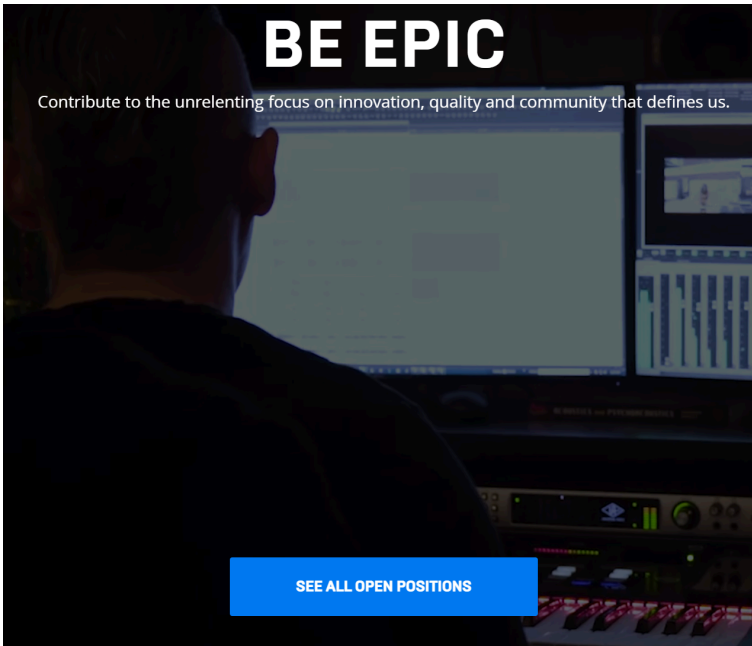 BE EPIC
Contribute to the unrelenting focus on innovation, quality and community that defines us.
SEE ALL OPEN POSITIONS